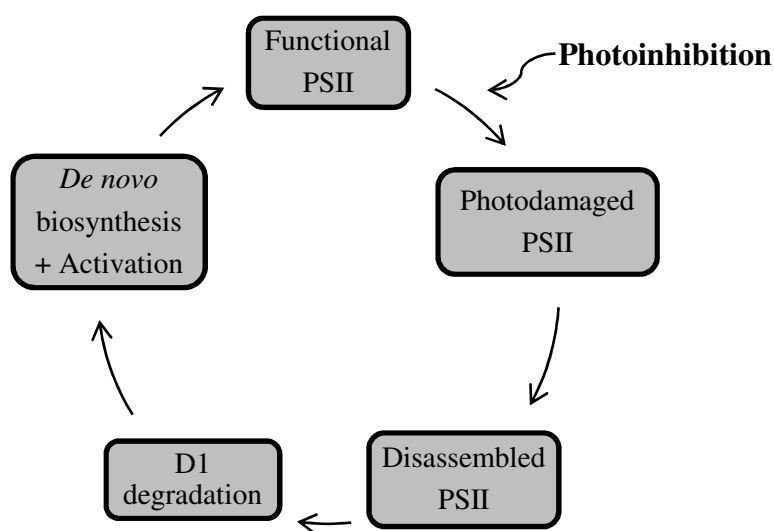 Functional
PSII
Photoinhibition
Photodamaged
PSII
Disassembled
PSII
D1
degradation
De novo
biosynthesis
+ Activation